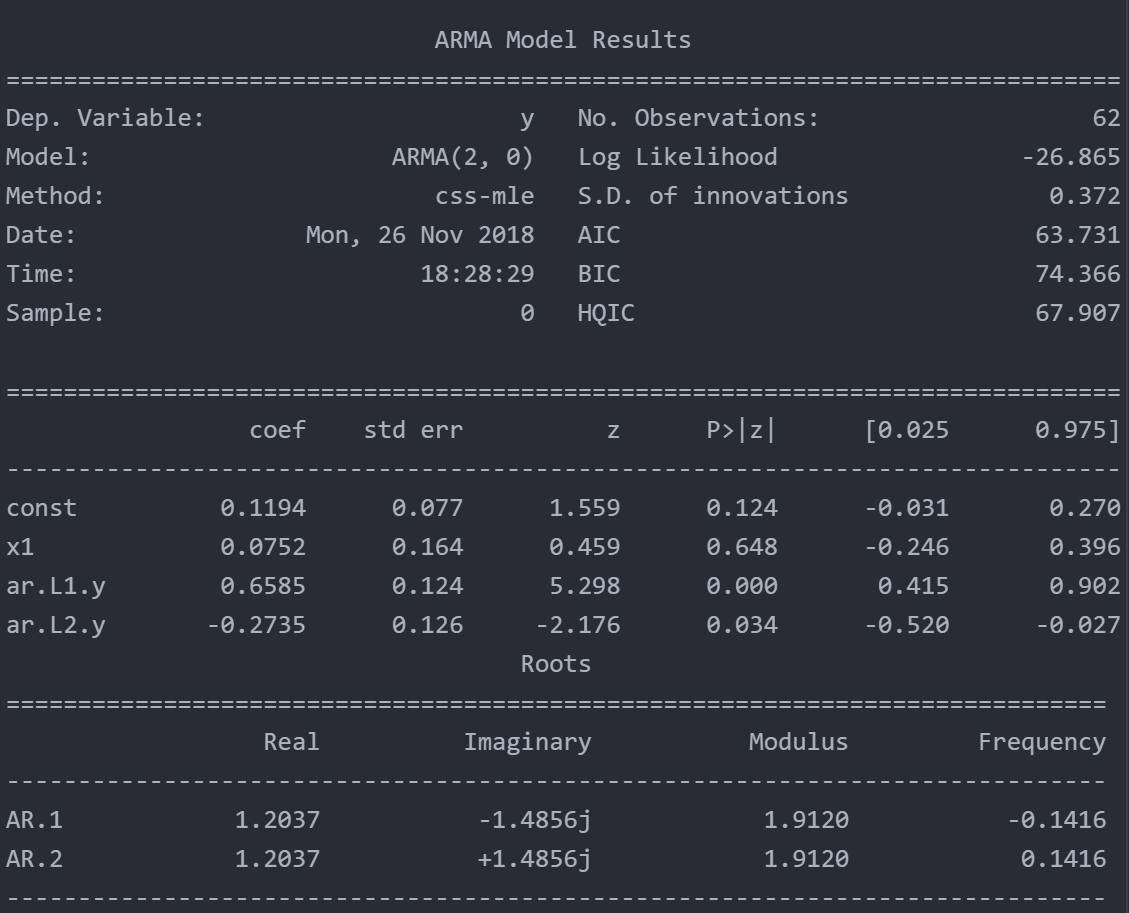 ARMA Model Results
==============================================================================
Dep. Variable:                      y   No. Observations:                   62
Model:                     ARMA(2, 0)   Log Likelihood                 -26.865
Method:                       css-mle   S.D. of innovations              0.372
Date:                Mon, 26 Nov 2018   AIC                             63.731
Time:                        18:28:29   BIC                             74.366
Sample:                             0   HQIC                            67.907
==============================================================================
                 coef    std err          z      P>|z|      [0.025      0.975]
------------------------------------------------------------------------------
const          0.1194      0.077      1.559      0.124      -0.031       0.270
x1             0.0752      0.164      0.459      0.648      -0.246       0.396
ar.L1.y        0.6585      0.124      5.298      0.000       0.415       0.902
ar.L2.y       -0.2735      0.126     -2.176      0.034      -0.520      -0.027
                                    Roots
=============================================================================
                  Real          Imaginary           Modulus         Frequency
-----------------------------------------------------------------------------
AR.1            1.2037           -1.4856j            1.9120           -0.1416
AR.2            1.2037           +1.4856j            1.9120            0.1416
-----------------------------------------------------------------------------